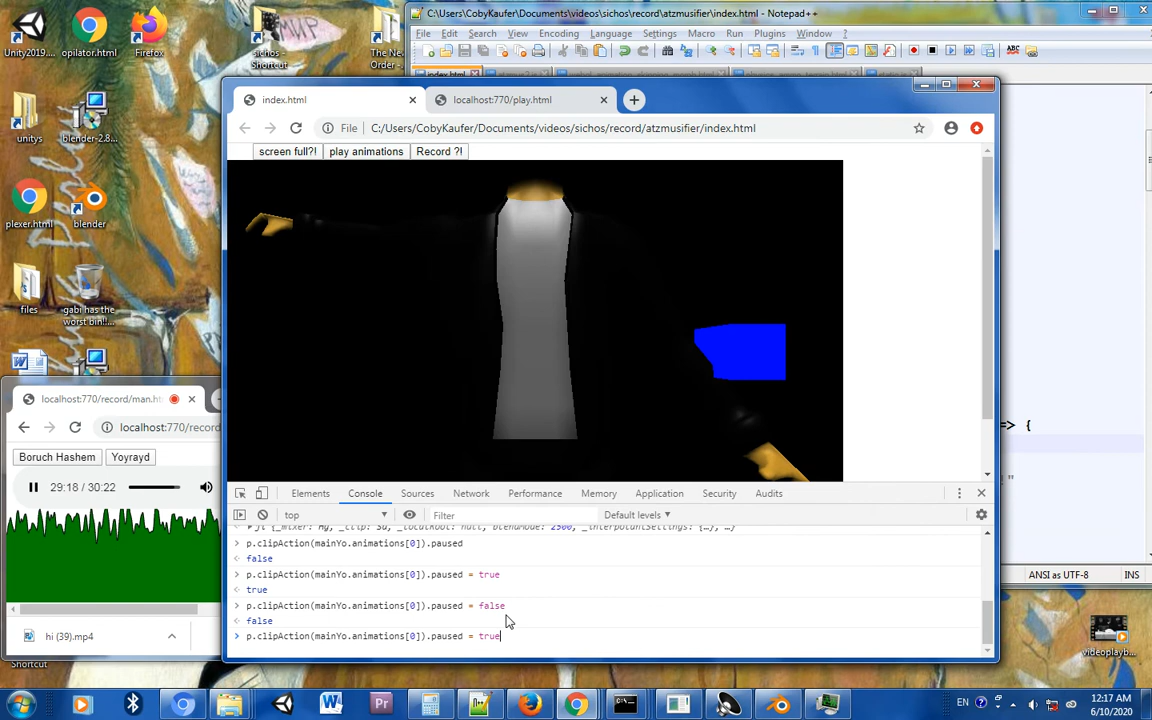 C:\Users\CobyKaufer\Documents\videos\sichos\record\atzmusifier\index.html - Notepad++
File Edit Search View Encoding Language Settings Tools Macro Run Plugins Window ?
Unity2019.... opilator.html Firefox sichos - Shortcut The New Order-...
index.html localhost:770/play.html
File C:/Users/CobyKaufer/Documents/videos/sichos/record/atzmusifier/index.html
screen full?! play animations Record ?!
unitys blender-2.8...
plexer.html blender
files gabi has the worst bin!!...
localhost:770/record/man.ht
localhost:770/record
Boruch Hashem Yoyrayd
29:18 / 30:22
=> {
Elements Console Sources Network Performance Memory Application Security Audits
top Filter Default levels
p.clipAction(mainYo.animations[0]).paused
false
p.clipAction(mainYo.animations[0]).paused = true
true
p.clipAction(mainYo.animations[0]).paused = false
false
p.clipAction(mainYo.animations[0]).paused = true
ANSI as UTF-8 INS
hi (39).mp4
Shortcut
videoplayb...
EN
12:17 AM
6/10/2020